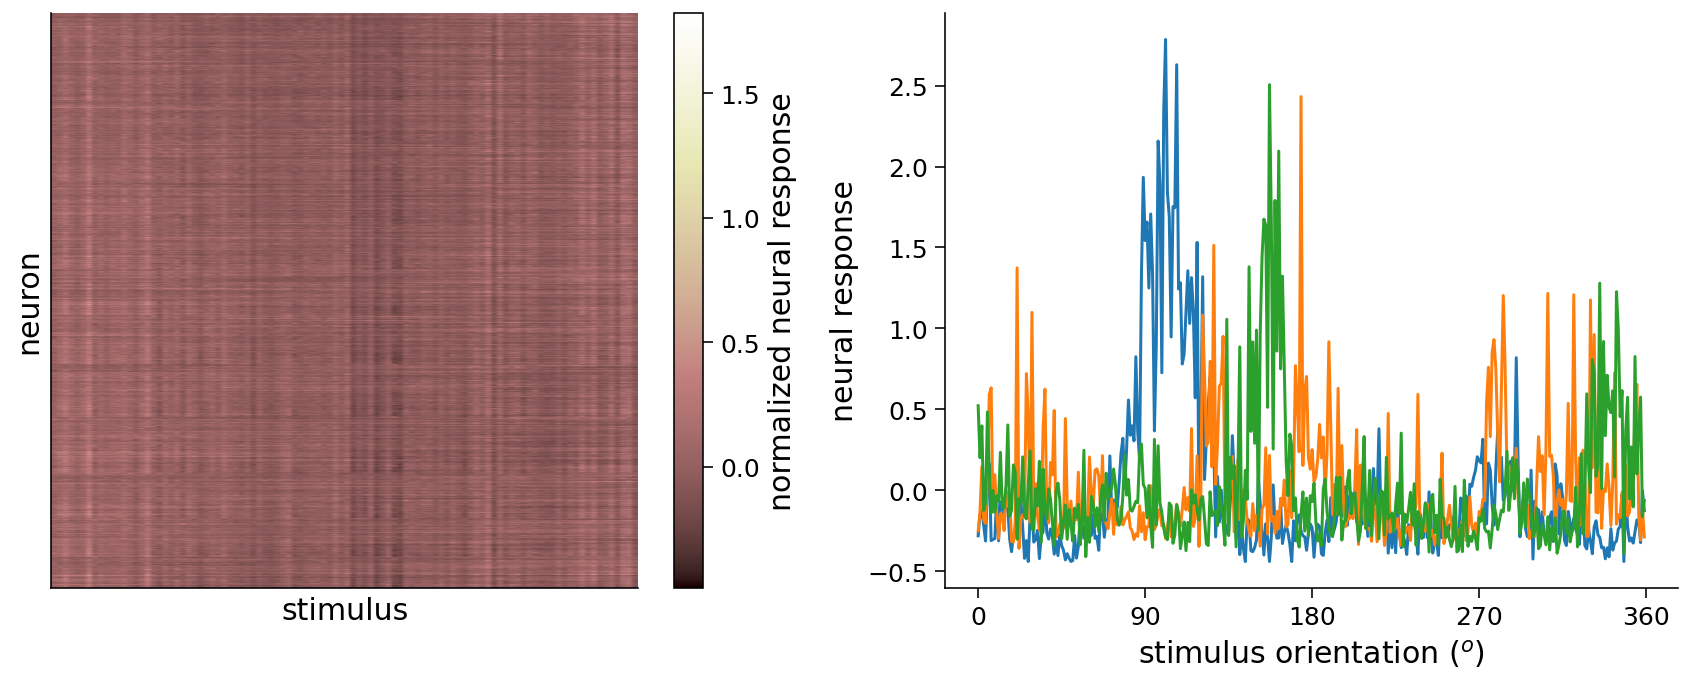 neuron
stimulus
1.5
1.0
0.5
0.0
normalized neural response
neural response
2.5
2.0
1.5
1.0
0.5
0.0
−0.5
0 90 180 270 360
stimulus orientation (º)